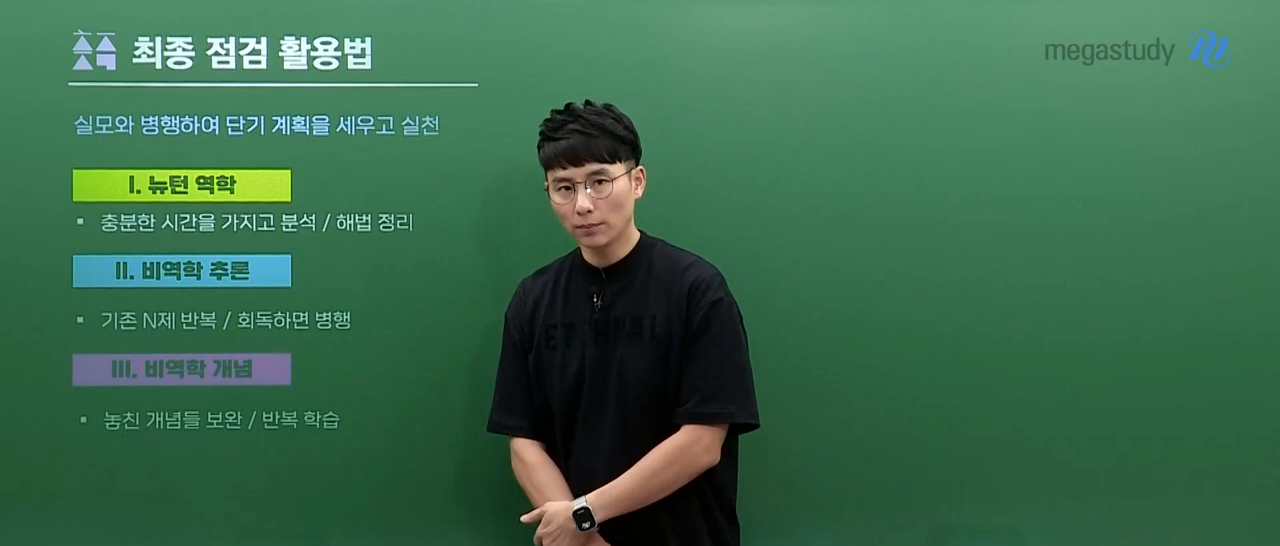 최종 점검 활용법
megastudy
실모와 병행하여 단기 계획을 세우고 실천
I. 뉴턴 역학
▪ 충분한 시간을 가지고 분석 / 해법 정리
II. 비역학 추론
▪ 기존 N제 반복 / 회독하면 병행
III. 비역학 개념
▪ 놓친 개념들 보완 / 반복 학습
ETERNAL